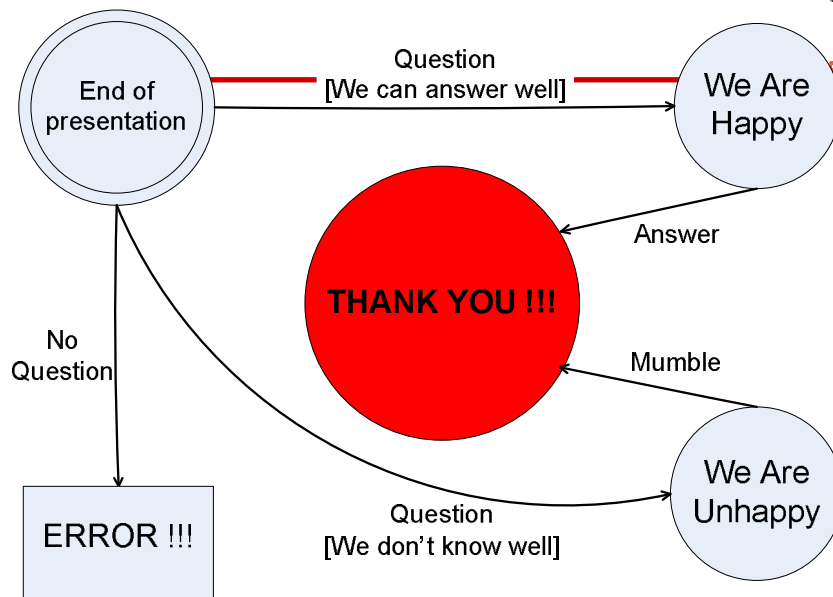 Question
[We can answer well]
End of
presentation
We Are
Happy
Answer
THANK YOU !!!
No
Question
Mumble
We Are
Unhappy
Question
[We don't know well]
ERROR !!!